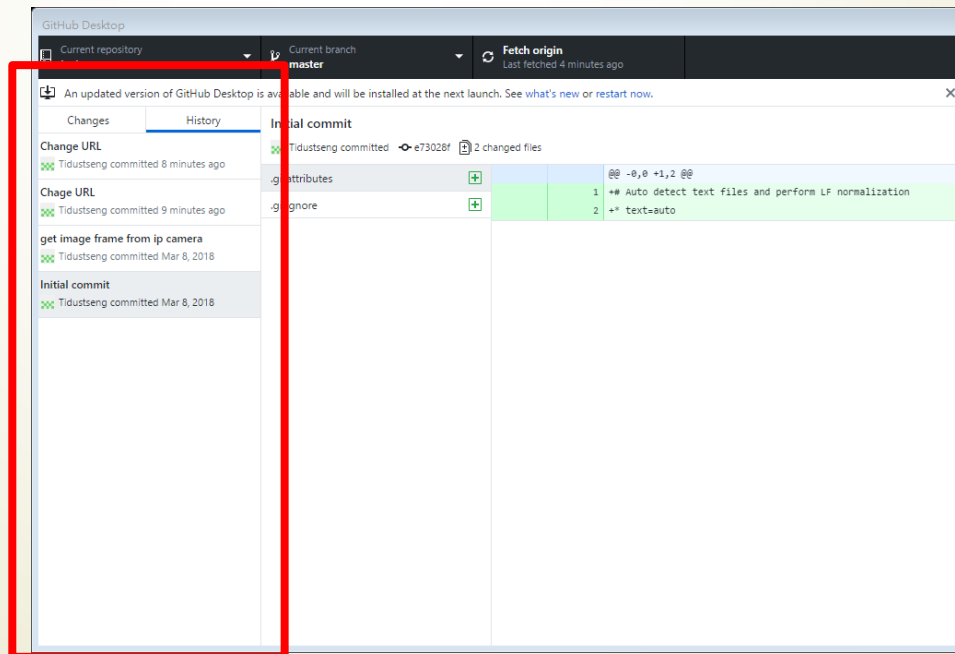 GitHub Desktop
Current repository
Current branch
master
Fetch origin
Last fetched 4 minutes ago
An updated version of GitHub Desktop is available and will be installed at the next launch. See what's new or restart now.
Changes
History
Change URL
Tidustseng committed 8 minutes ago
Chage URL
Tidustseng committed 9 minutes ago
get image frame from ip camera
Tidustseng committed Mar 8, 2018
Initial commit
Tidustseng committed Mar 8, 2018
Initial commit
Tidustseng committed e73028f 2 changed files
.gitattributes
.gitignore
@@ -0,0 +1,2 @@
1 +# Auto detect text files and perform LF normalization
2 +* text=auto